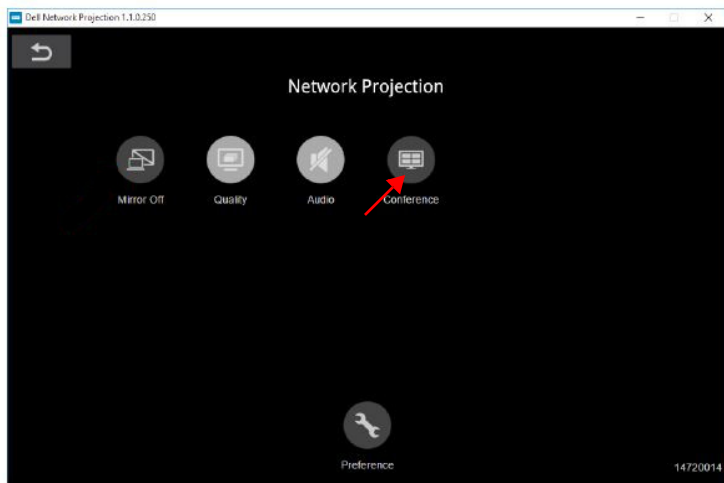 Dell Network Projection 1.1.0.250
Network Projection
Mirror Off Quality Audio Conference
Preference
14720014